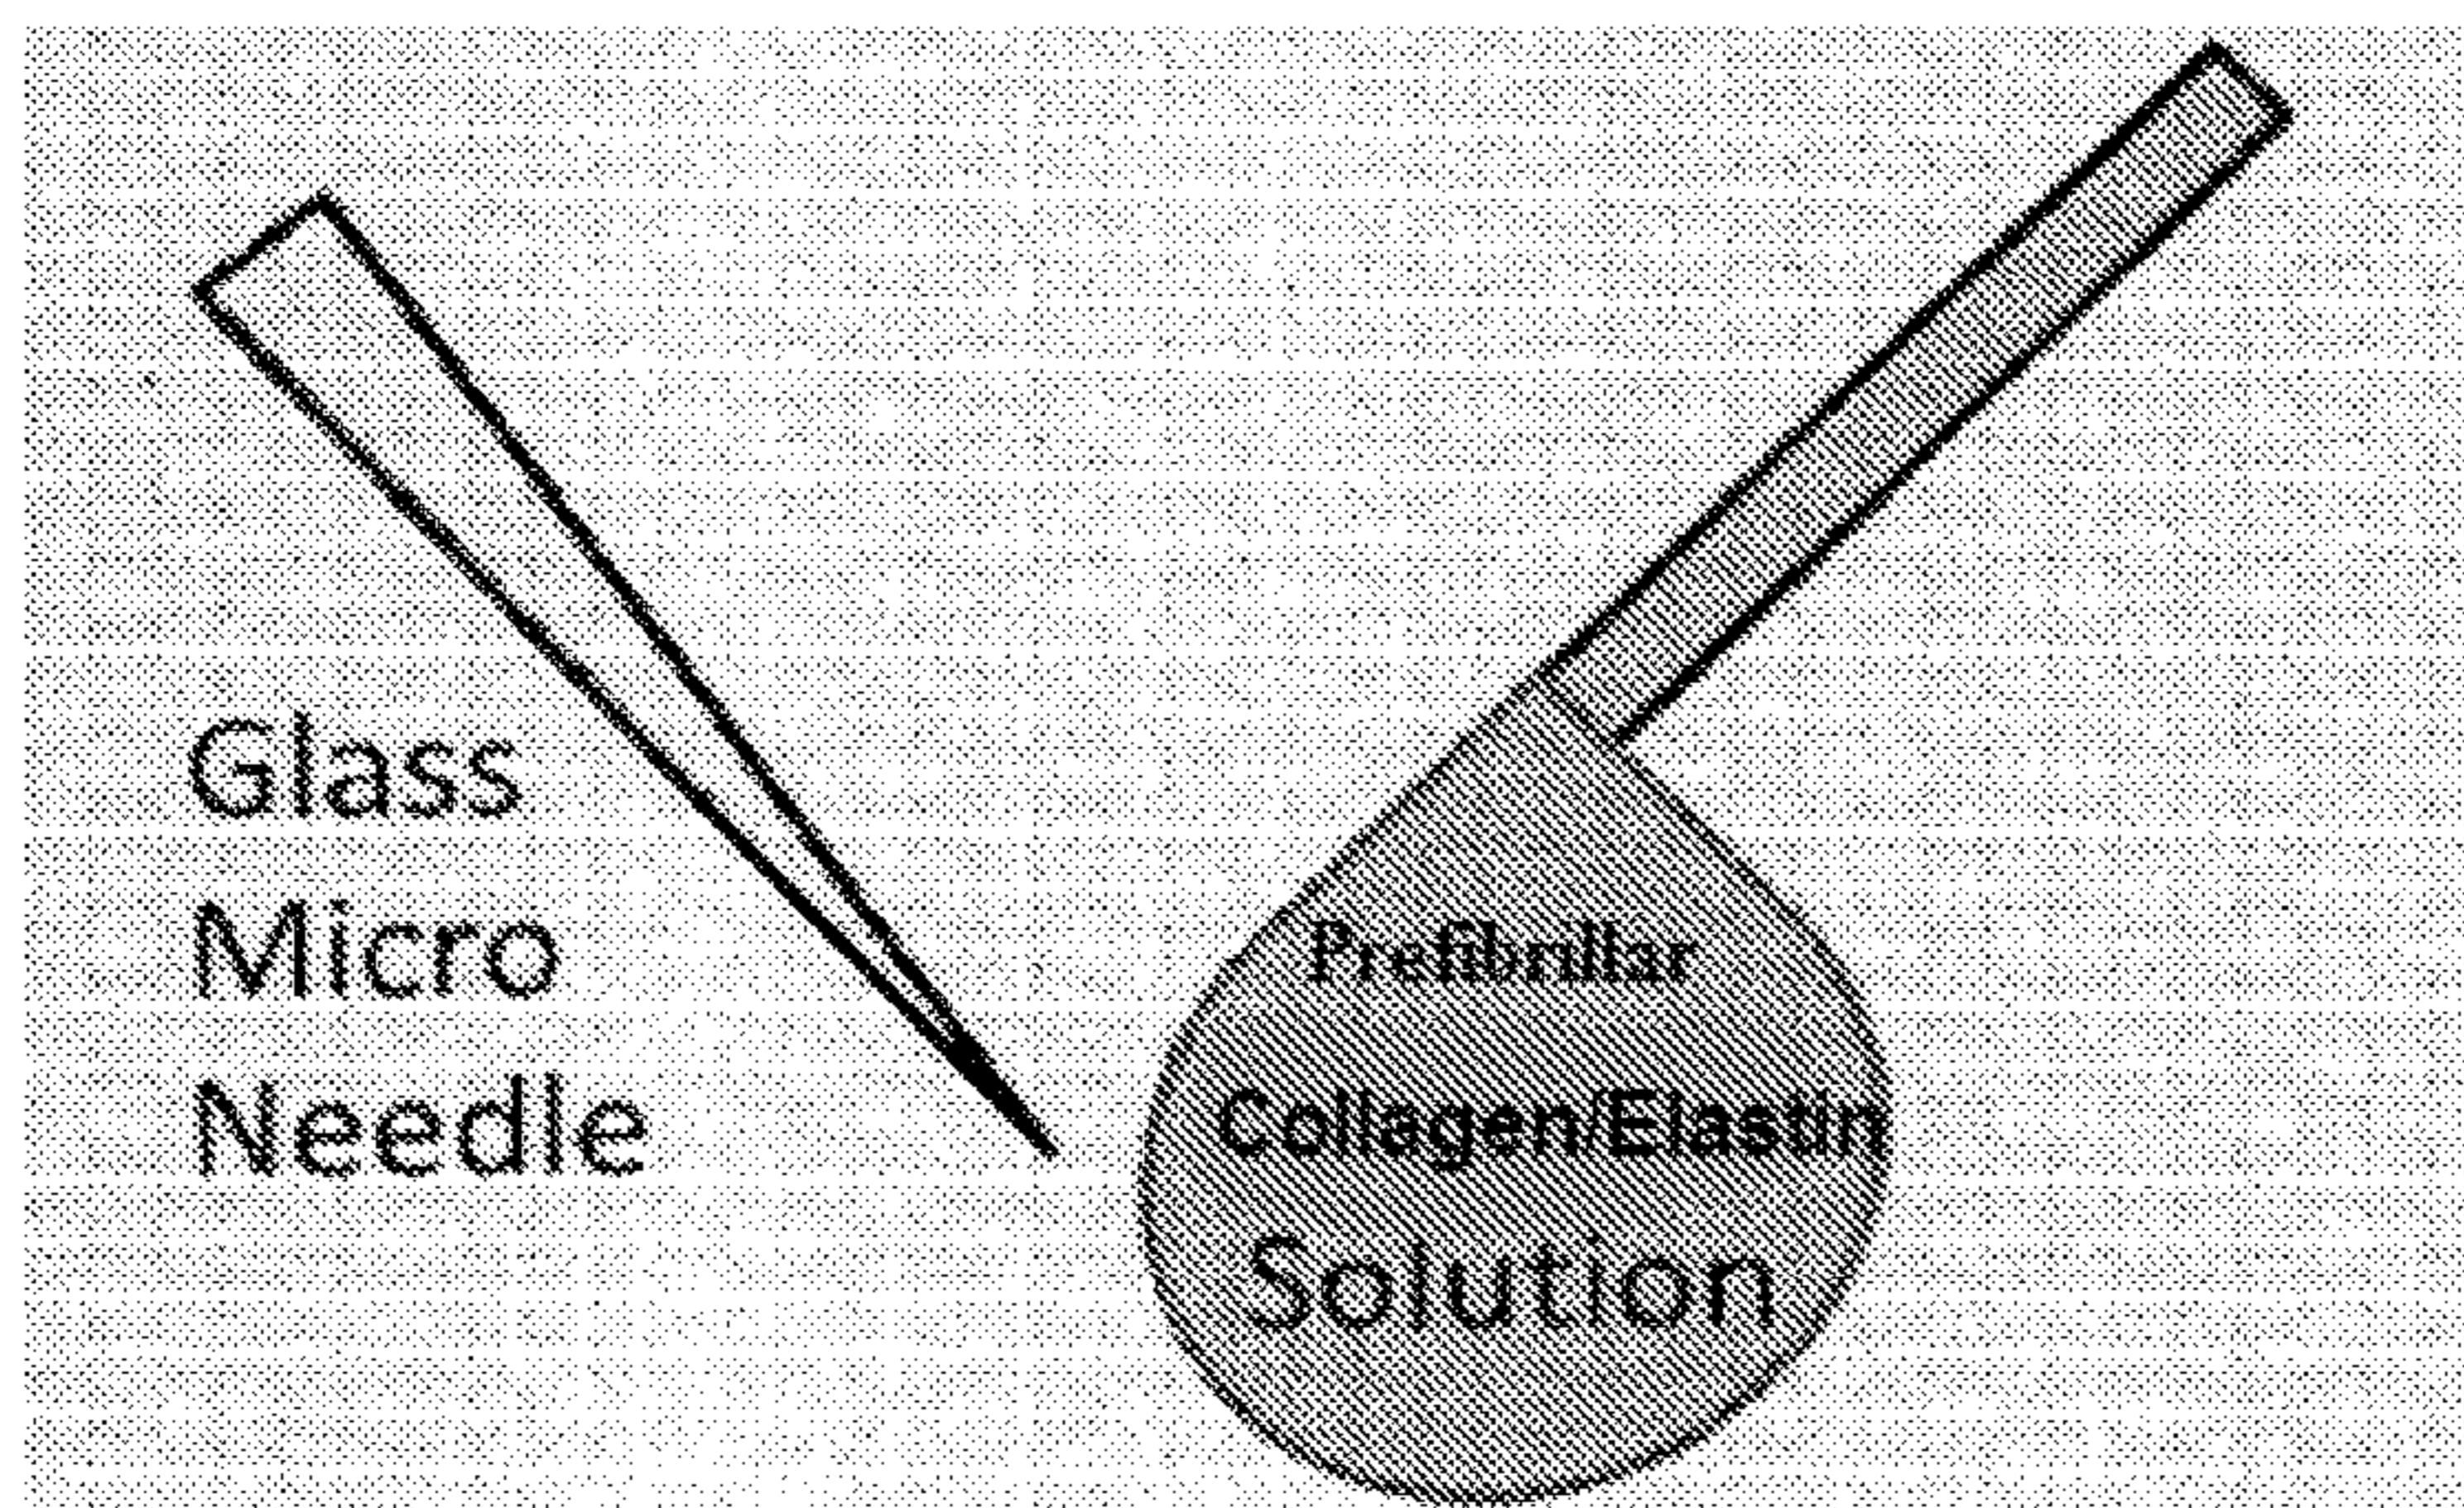 Glass
Micro
Needle
Prefibrillar
Collagen/Elastin
Solution